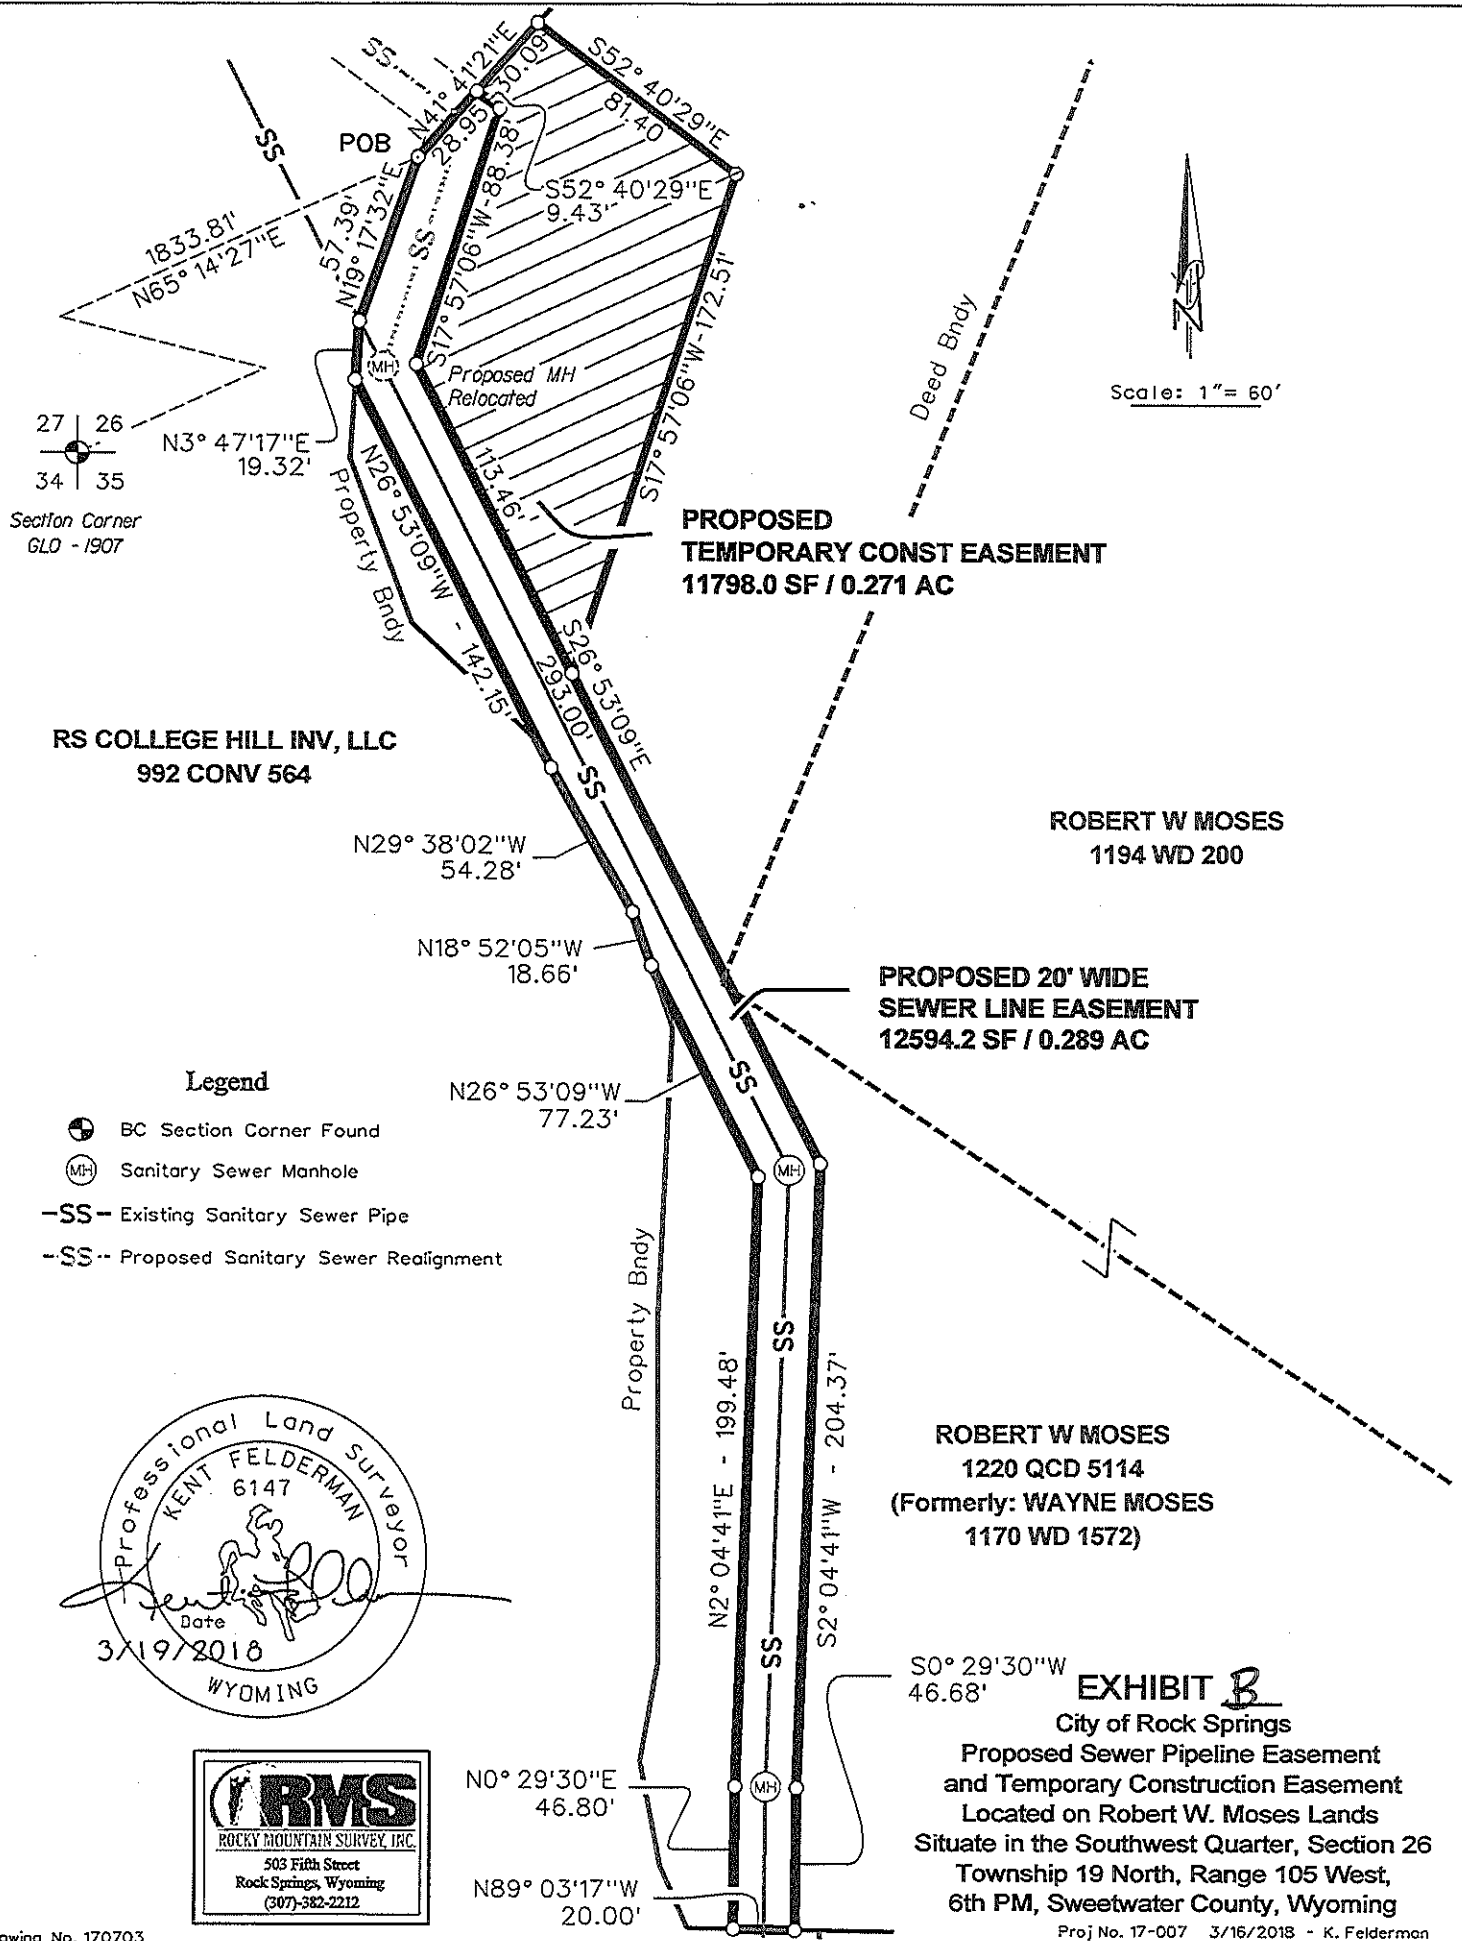 SS
N41° 41'21"E
30.09
S52° 40'29"E
81.40
SS
POB
28.95
N19° 17'32"E
57.39'
SS
S17° 57'06"W-88.38'
S52° 40'29"E
9.43'
1833.81'
N65° 14'27"E
S17° 57'06"W-172.51'
Deed Bndy
N
Scale: 1"= 60'
MH
Proposed MH
Relocated
27 26
34 35
Section Corner
GLO - 1907
N3° 47'17"E
19.32'
Property Bndy
N26° 53'09"W - 142.15'
113.46'
PROPOSED
TEMPORARY CONST EASEMENT
11798.0 SF / 0.271 AC
S26° 53'09"E
293.00'
RS COLLEGE HILL INV, LLC
992 CONV 564
SS
N29° 38'02"W
54.28'
ROBERT W MOSES
1194 WD 200
N18° 52'05"W
18.66'
PROPOSED 20' WIDE
SEWER LINE EASEMENT
12594.2 SF / 0.289 AC
N26° 53'09"W
77.23'
SS
Legend
BC Section Corner Found
MH Sanitary Sewer Manhole
-SS- Existing Sanitary Sewer Pipe
--SS-- Proposed Sanitary Sewer Realignment
MH
Property Bndy
SS
N2° 04'41"E - 199.48'
S2° 04'41"W - 204.37'
ROBERT W MOSES
1220 QCD 5114
(Formerly: WAYNE MOSES
1170 WD 1572)
SS
Professional Land Surveyor
KENT FELDERMAN
6147
Date
3/19/2018
WYOMING
S0° 29'30"W
46.68'
N0° 29'30"E
46.80'
MH
N89° 03'17"W
20.00'
RMS
ROCKY MOUNTAIN SURVEY, INC.
503 Fifth Street
Rock Springs, Wyoming
(307)-382-2212
EXHIBIT B
City of Rock Springs
Proposed Sewer Pipeline Easement
and Temporary Construction Easement
Located on Robert W. Moses Lands
Situate in the Southwest Quarter, Section 26
Township 19 North, Range 105 West,
6th PM, Sweetwater County, Wyoming
Proj No. 17-007 3/16/2018 - K. Felderman
No. 170703